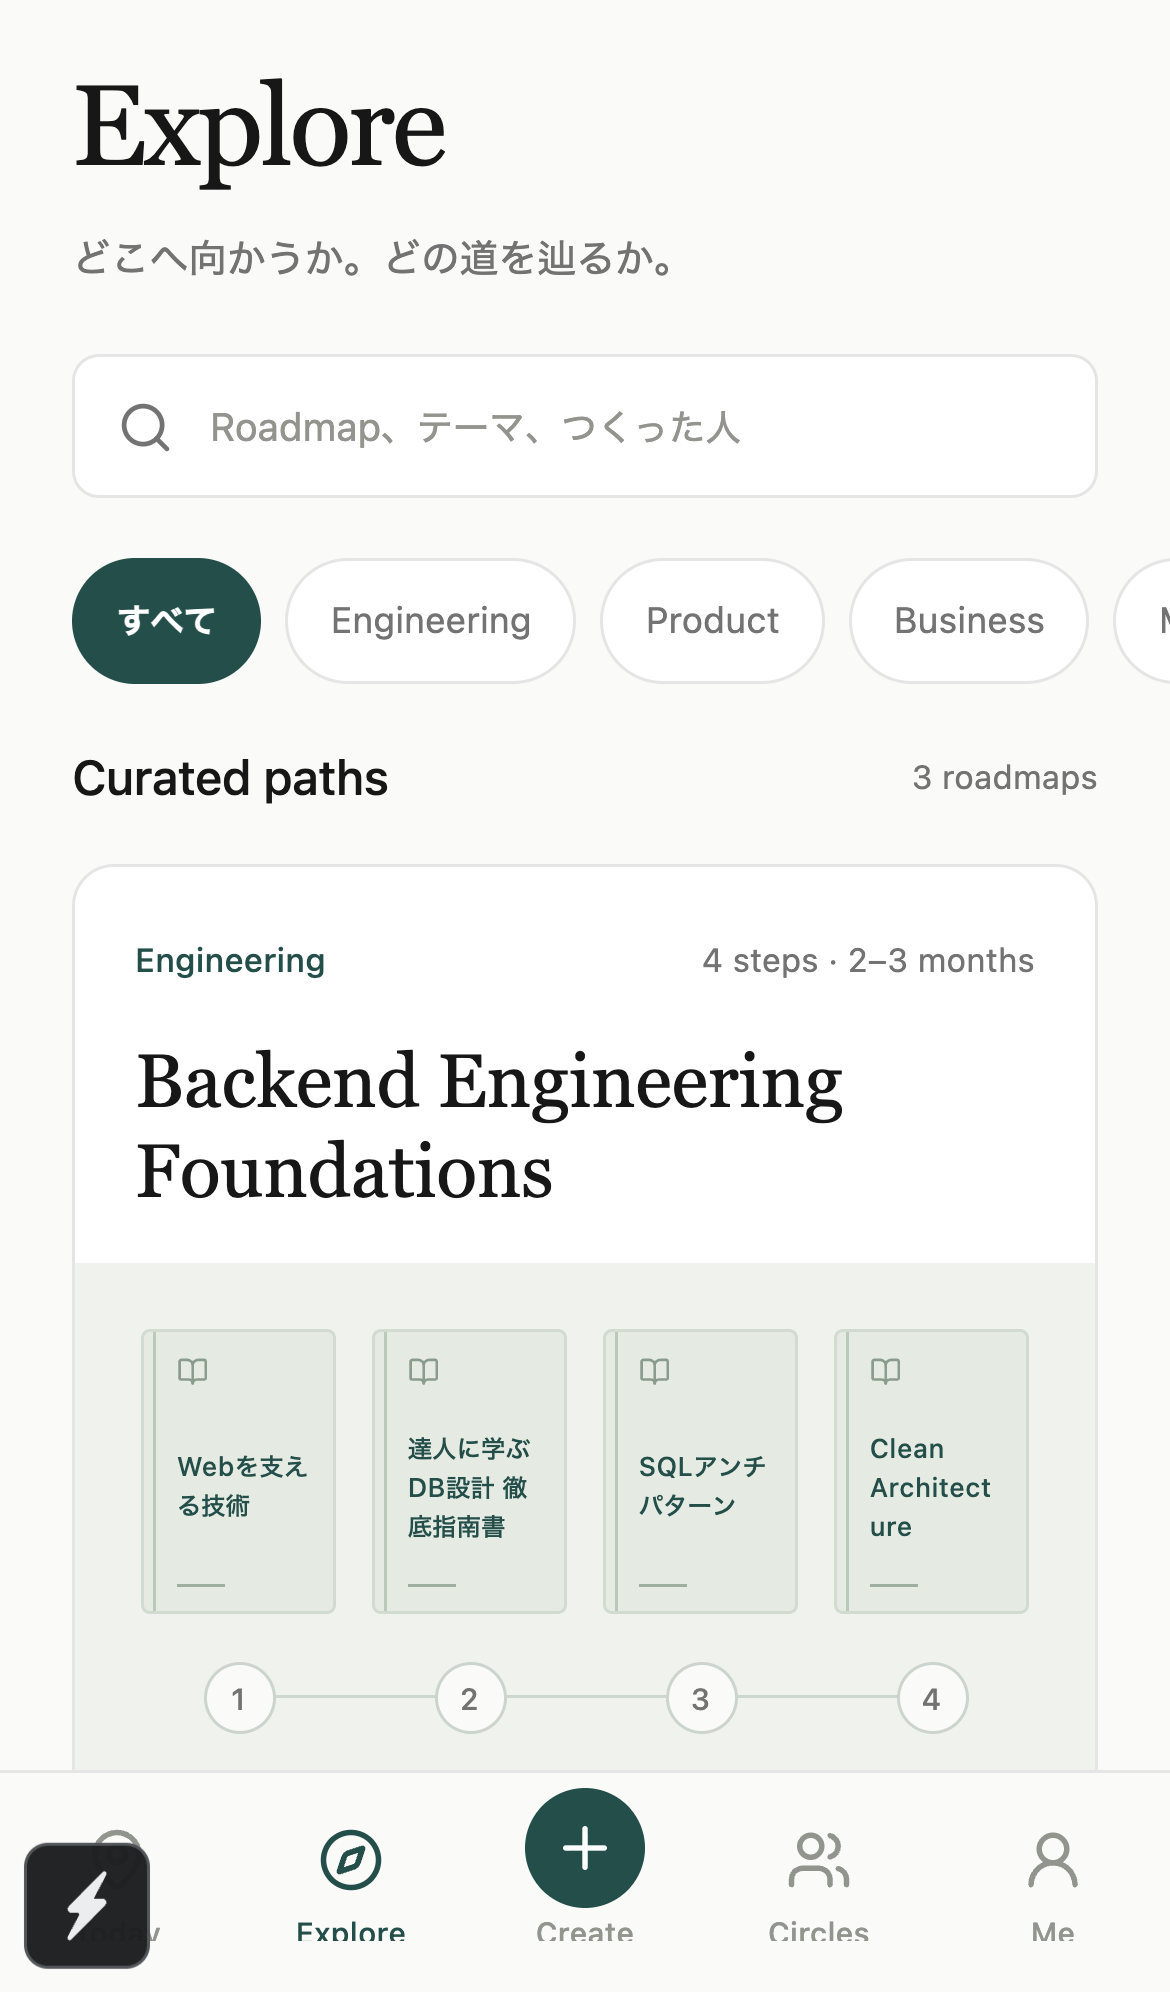 Explore
どこへ向かうか。どの道を辿るか。
Roadmap、テーマ、つくった人
すべて
Engineering
Product
Business
Curated paths
3 roadmaps
Engineering
4 steps · 2–3 months
Backend Engineering
Foundations
Webを支え
る技術
達人に学ぶ
DB設計 徹
底指南書
SQLアンチ
パターン
Clean
Architect
ure
1
2
3
4
Explore
Create
Circles
Me